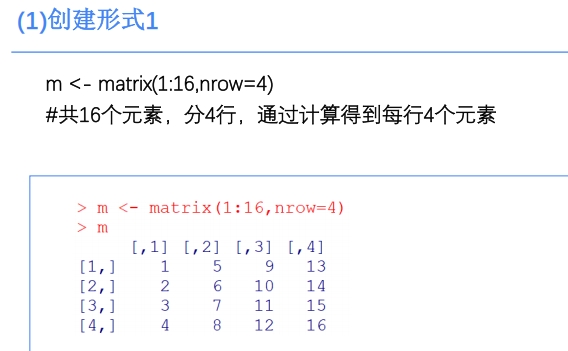 (1)创建形式1
m <- matrix(1:16,nrow=4)
#共16个元素，分4行，通过计算得到每行4个元素
> m <- matrix(1:16,nrow=4)
> m
     [,1] [,2] [,3] [,4]
[1,]    1    5    9   13
[2,]    2    6   10   14
[3,]    3    7   11   15
[4,]    4    8   12   16